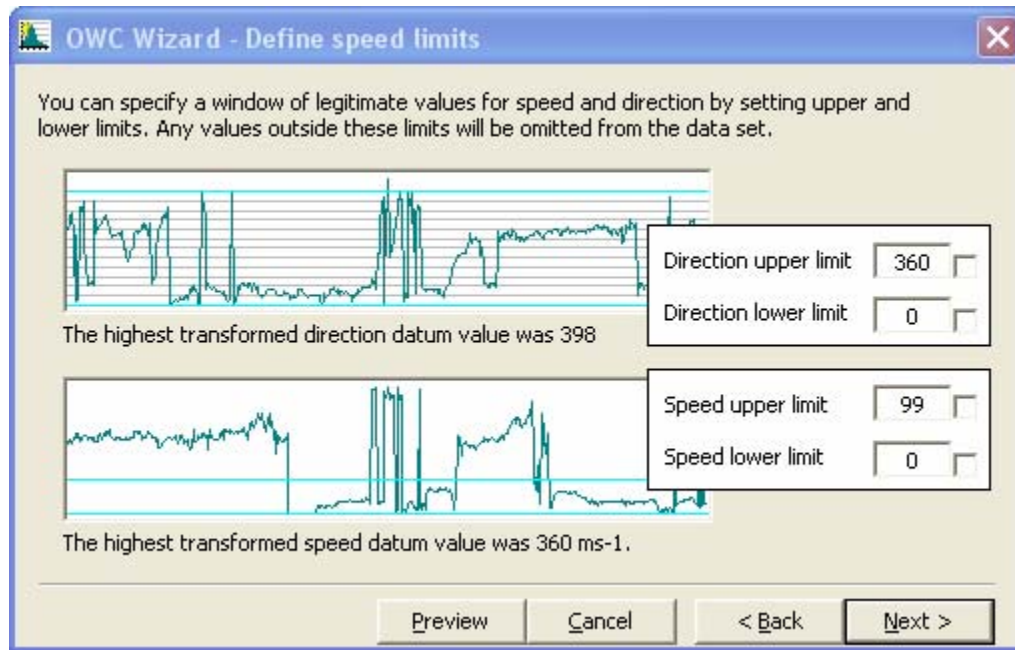 OWC Wizard - Define speed limits
You can specify a window of legitimate values for speed and direction by setting upper and
lower limits. Any values outside these limits will be omitted from the data set.
Direction upper limit 360
Direction lower limit 0
The highest transformed direction datum value was 398
Speed upper limit 99
Speed lower limit 0
The highest transformed speed datum value was 360 ms-1.
Preview Cancel < Back Next >